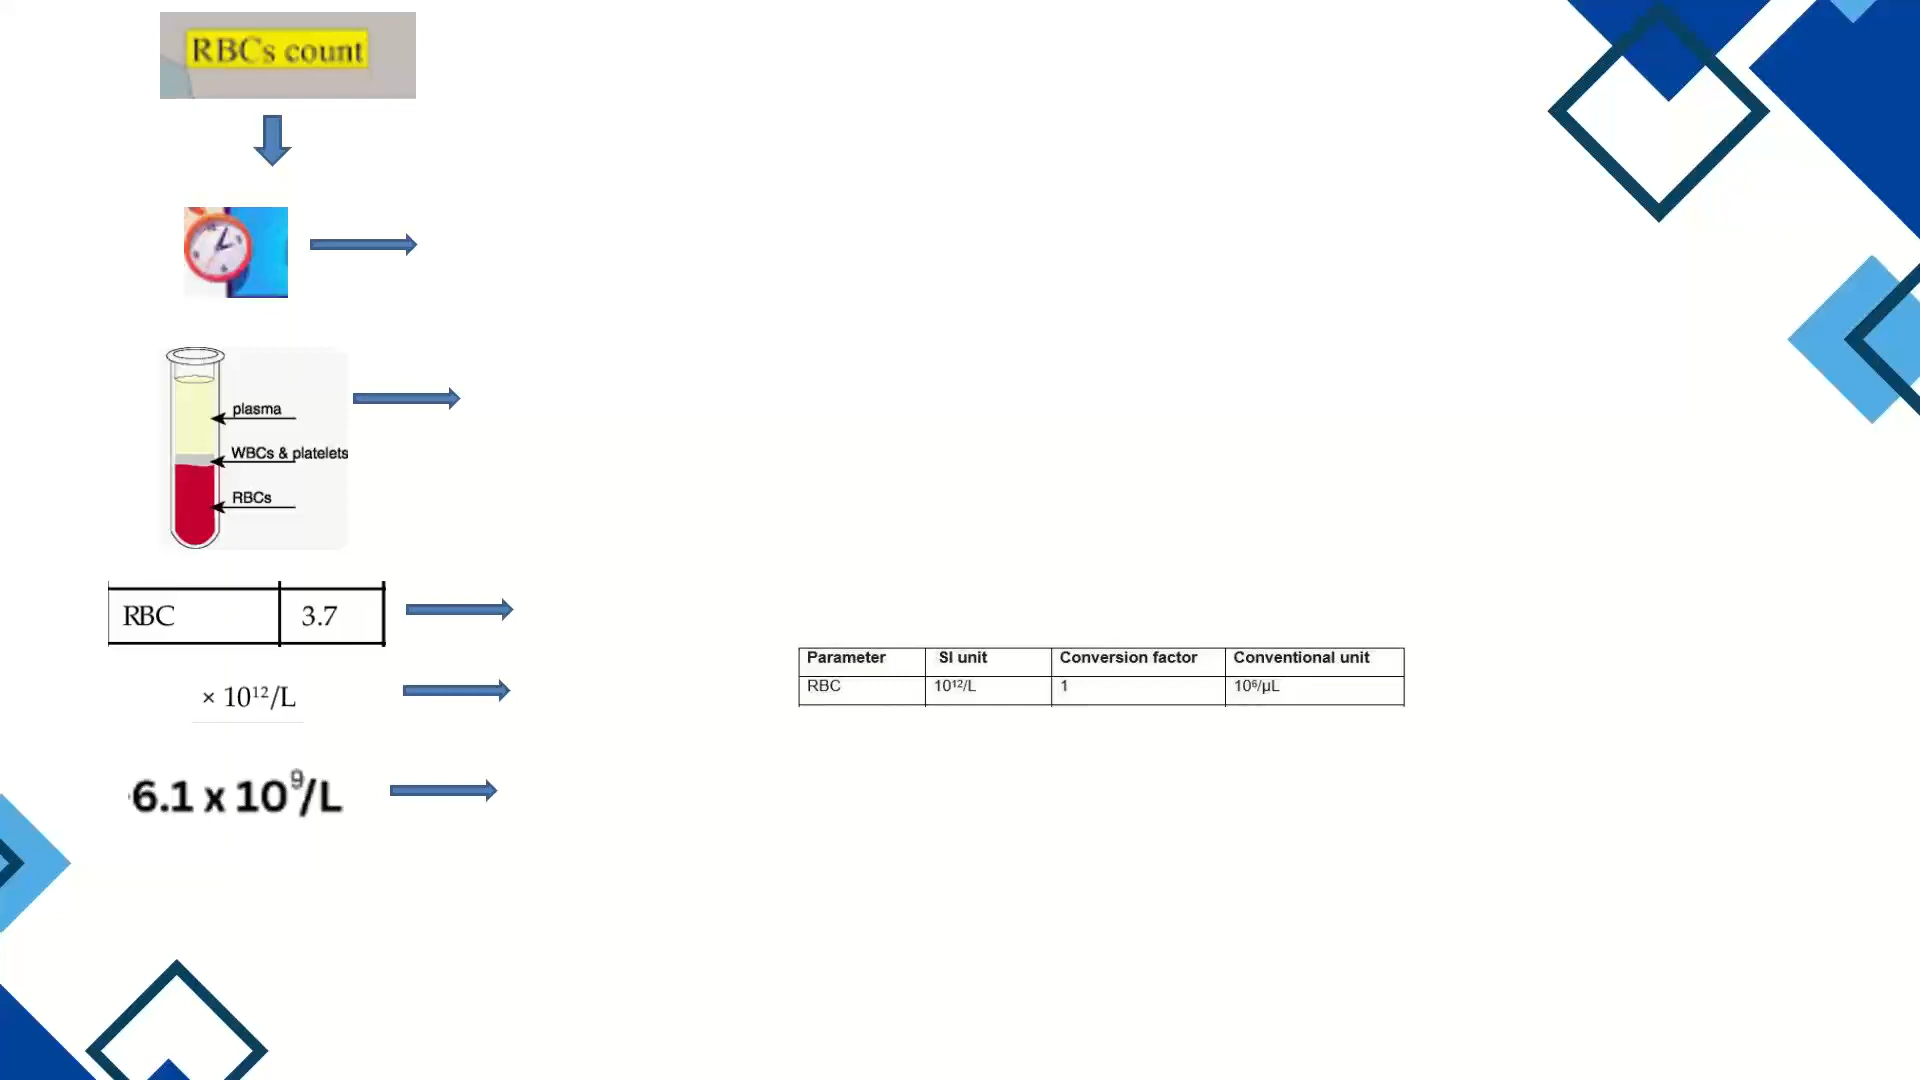 RBCs count
plasma
WBCs & platelets
RBCs
RBC 3.7
× 10¹²/L
Parameter SI unit Conversion factor Conventional unit
RBC 10¹²/L 1 10⁶/µL
6.1 x 10⁹/L